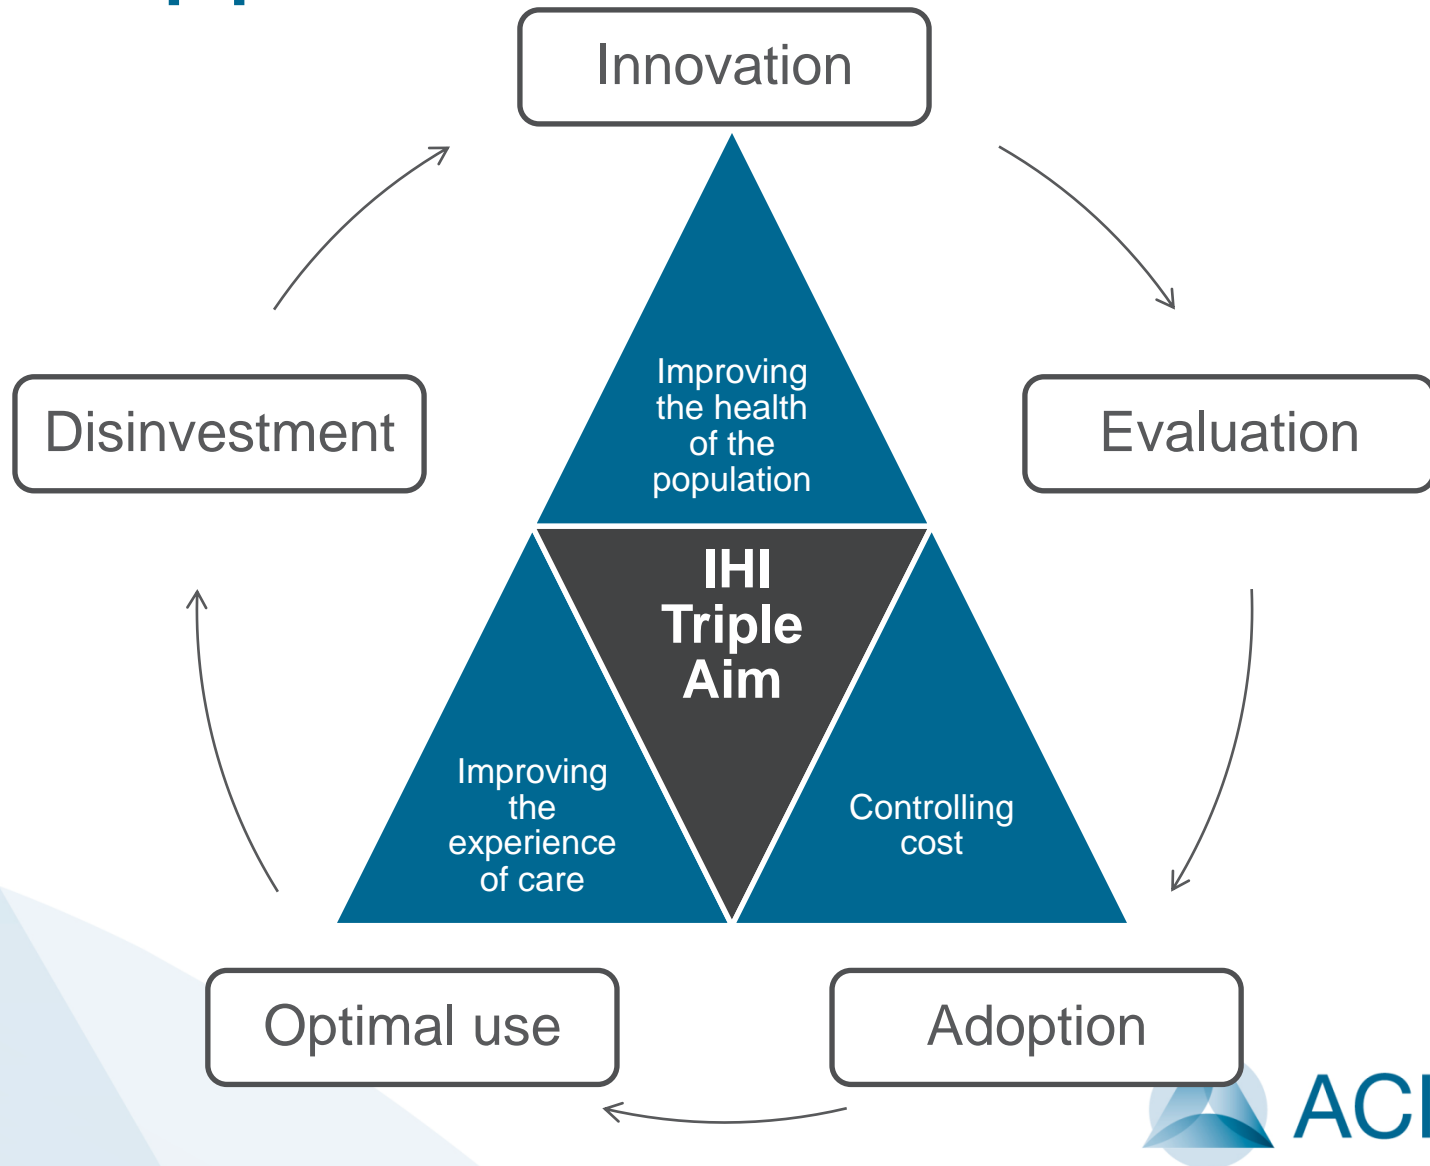 Innovation
Disinvestment
Evaluation
Improving
the health
of the
population
IHI
Triple
Aim
Improving
the
experience
of care
Controlling
cost
Optimal use
Adoption